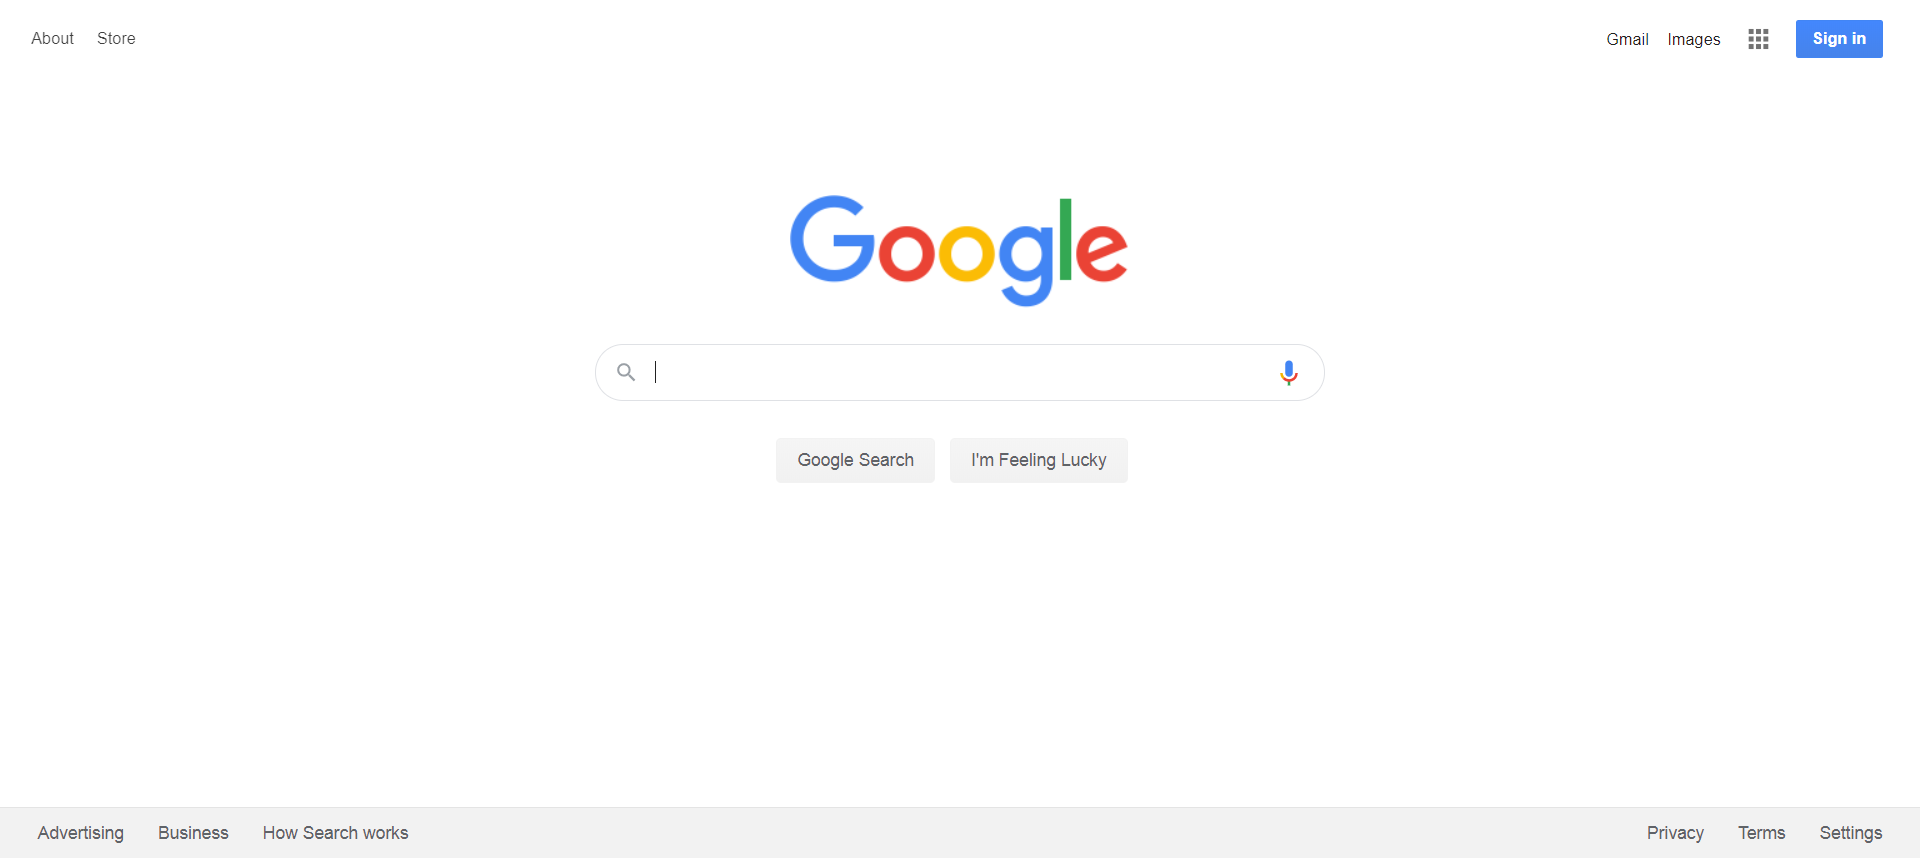 About Store Gmail Images Sign in
Google
Google Search I'm Feeling Lucky
Advertising Business How Search works Privacy Terms Settings